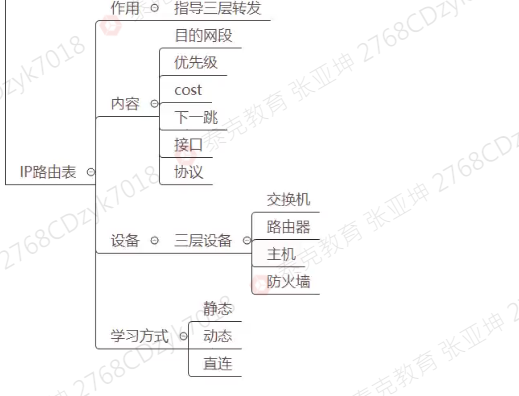 作用
指导三层转发
目的网段
优先级
cost
内容
下一跳
接口
协议
IP路由表
交换机
路由器
设备
三层设备
主机
防火墙
静态
学习方式
动态
直连
泰克教育 张亚坤 2768CDzyk7018